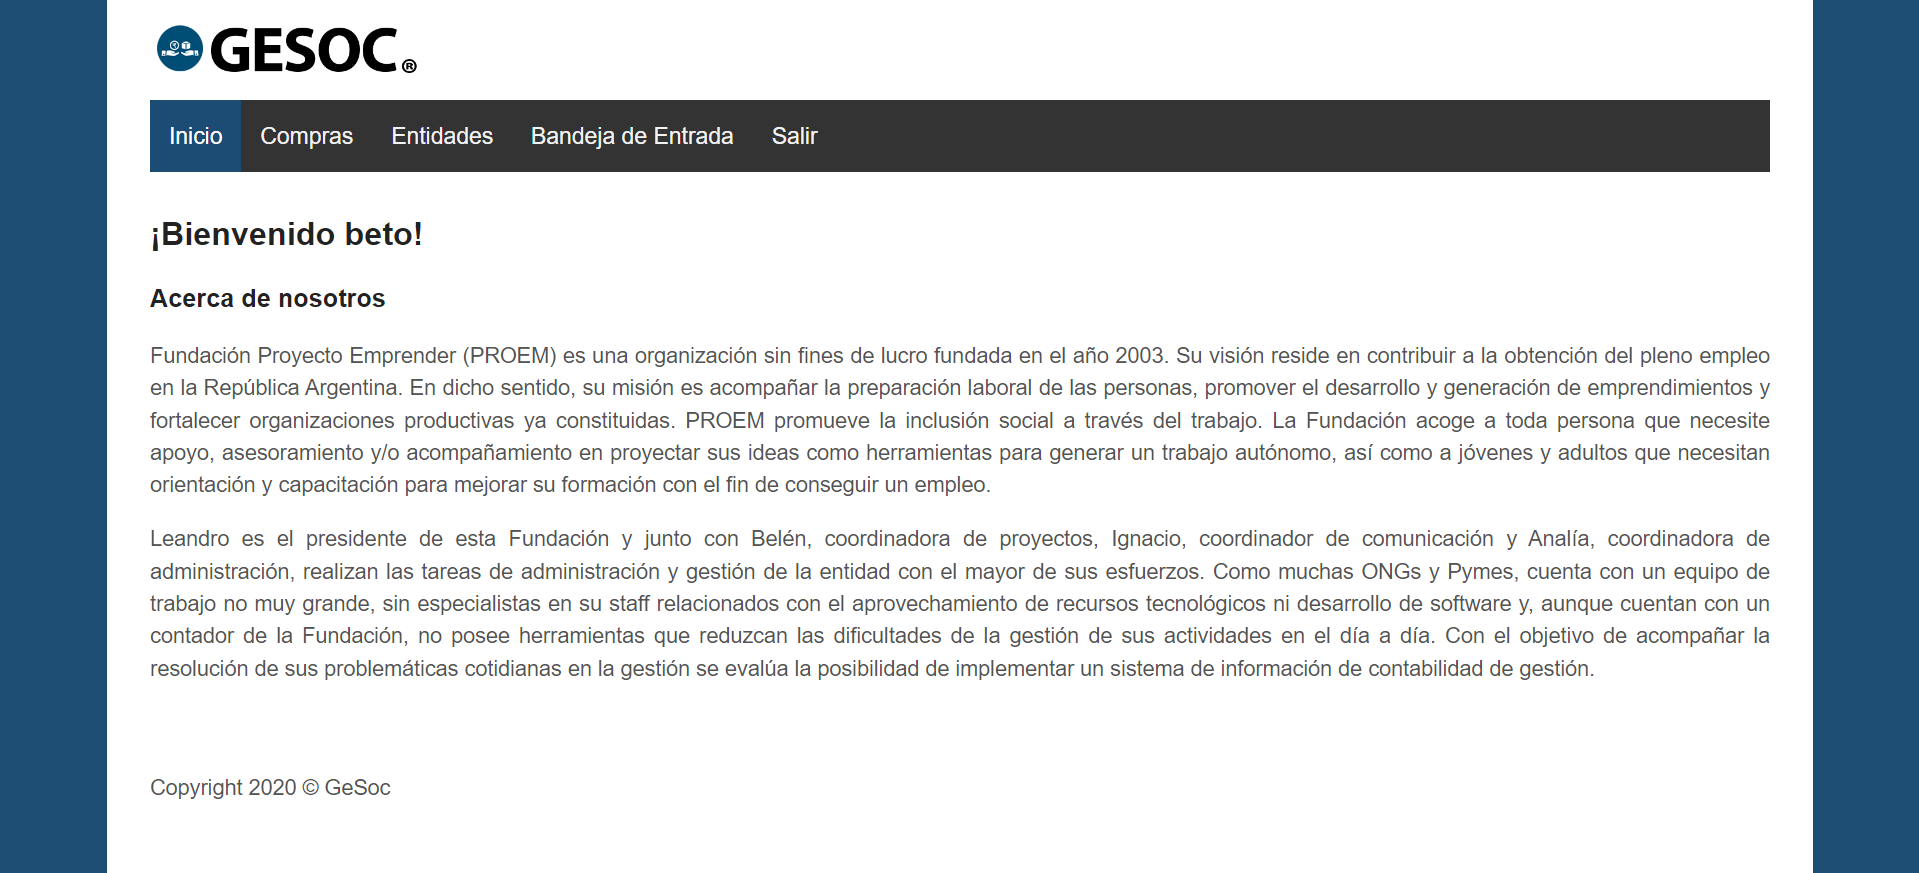 GESOC®
Inicio Compras Entidades Bandeja de Entrada Salir
¡Bienvenido beto!
Acerca de nosotros
Fundación Proyecto Emprender (PROEM) es una organización sin fines de lucro fundada en el año 2003. Su visión reside en contribuir a la obtención del pleno empleo
en la República Argentina. En dicho sentido, su misión es acompañar la preparación laboral de las personas, promover el desarrollo y generación de emprendimientos y
fortalecer organizaciones productivas ya constituidas. PROEM promueve la inclusión social a través del trabajo. La Fundación acoge a toda persona que necesite
apoyo, asesoramiento y/o acompañamiento en proyectar sus ideas como herramientas para generar un trabajo autónomo, así como a jóvenes y adultos que necesitan
orientación y capacitación para mejorar su formación con el fin de conseguir un empleo.
Leandro es el presidente de esta Fundación y junto con Belén, coordinadora de proyectos, Ignacio, coordinador de comunicación y Analía, coordinadora de
administración, realizan las tareas de administración y gestión de la entidad con el mayor de sus esfuerzos. Como muchas ONGs y Pymes, cuenta con un equipo de
trabajo no muy grande, sin especialistas en su staff relacionados con el aprovechamiento de recursos tecnológicos ni desarrollo de software y, aunque cuentan con un
contador de la Fundación, no posee herramientas que reduzcan las dificultades de la gestión de sus actividades en el día a día. Con el objetivo de acompañar la
resolución de sus problemáticas cotidianas en la gestión se evalúa la posibilidad de implementar un sistema de información de contabilidad de gestión.
Copyright 2020 © GeSoc